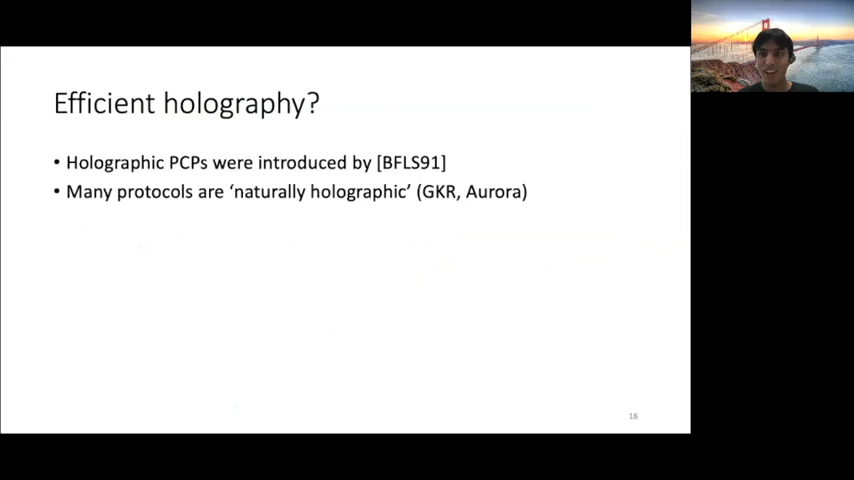 Efficient holography?
• Holographic PCPs were introduced by [BFLS91]
• Many protocols are ‘naturally holographic’ (GKR, Aurora)
16